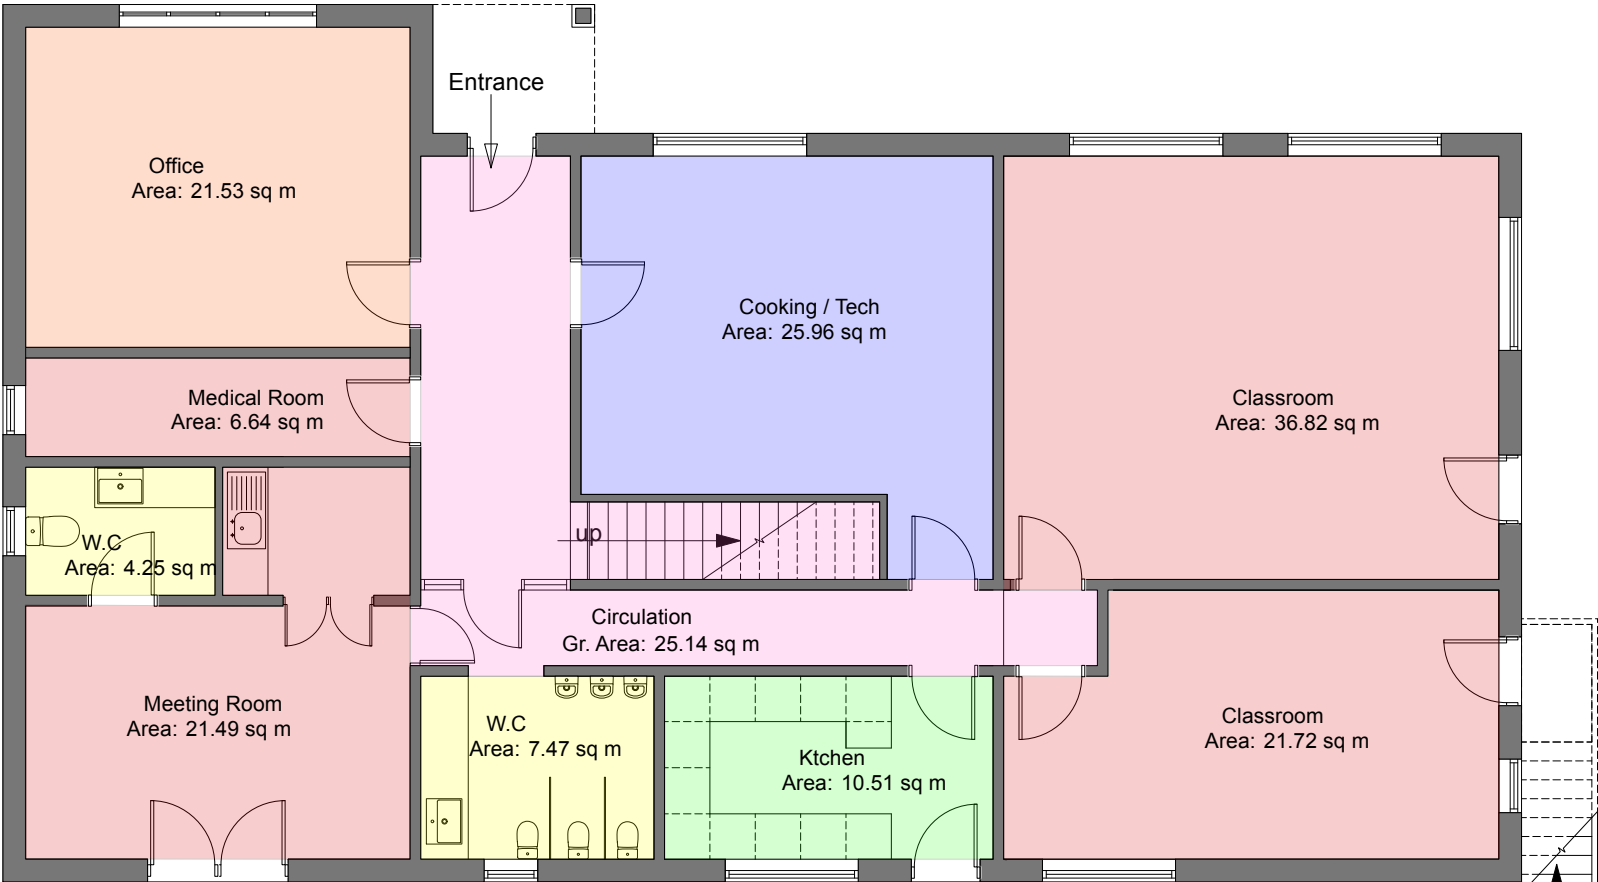 Entrance
Office
Area: 21.53 sq m
Cooking / Tech
Area: 25.96 sq m
Medical Room
Area: 6.64 sq m
Classroom
Area: 36.82 sq m
W.C
Area: 4.25 sq m
up
Circulation
Gr. Area: 25.14 sq m
Meeting Room
Area: 21.49 sq m
W.C
Area: 7.47 sq m
Ktchen
Area: 10.51 sq m
Classroom
Area: 21.72 sq m